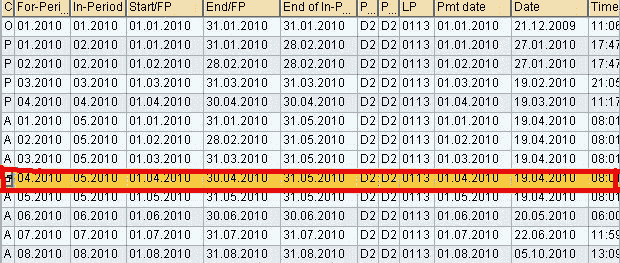 C For-Peri... In-Period Start/FP End/FP End of In-P... P... P... LP Pmt date Date Time
O 01.2010 01.2010 01.01.2010 31.01.2010 31.01.2010 D2 D2 0113 01.01.2010 21.12.2009 11:06
P 01.2010 02.2010 01.01.2010 31.01.2010 28.02.2010 D2 D2 0113 01.01.2010 27.01.2010 17:47
P 02.2010 02.2010 01.02.2010 28.02.2010 28.02.2010 D2 D2 0113 01.02.2010 27.01.2010 17:47
P 03.2010 03.2010 01.03.2010 31.03.2010 31.03.2010 D2 D2 0113 01.03.2010 19.02.2010 21:05
P 04.2010 04.2010 01.04.2010 30.04.2010 30.04.2010 D2 D2 0113 01.04.2010 19.03.2010 11:17
A 01.2010 05.2010 01.01.2010 31.01.2010 31.05.2010 D2 D2 0113 01.01.2010 19.04.2010 08:01
A 02.2010 05.2010 01.02.2010 28.02.2010 31.05.2010 D2 D2 0113 01.02.2010 19.04.2010 08:01
A 03.2010 05.2010 01.03.2010 31.03.2010 31.05.2010 D2 D2 0113 01.03.2010 19.04.2010 08:01
04.2010 05.2010 01.04.2010 30.04.2010 31.05.2010 D2 D2 0113 01.04.2010 19.04.2010 08:01
A 05.2010 05.2010 01.05.2010 31.05.2010 31.05.2010 D2 D2 0113 01.05.2010 19.04.2010 08:01
A 06.2010 06.2010 01.06.2010 30.06.2010 30.06.2010 D2 D2 0113 01.06.2010 20.05.2010 06:00
A 07.2010 07.2010 01.07.2010 31.07.2010 31.07.2010 D2 D2 0113 01.07.2010 22.06.2010 11:59
A 08.2010 08.2010 01.08.2010 31.08.2010 31.08.2010 D2 D2 0113 01.08.2010 05.10.2010 13:09